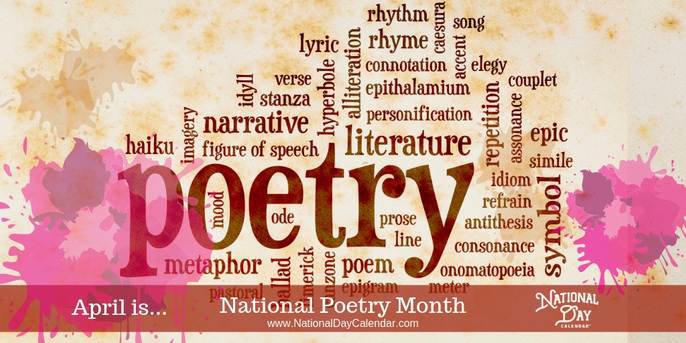 rhythm
caesura
song
lyric
rhyme
accent
alliteration
connotation
elegy
verse
hyperbole
epithalamium
couplet
idyll
stanza
personification
repetition
assonance
imagery
narrative
literature
epic
haiku
figure of speech
simile
poetry
idiom
symbol
mood
ode
prose
refrain
antithesis
line
consonance
metaphor
poem
onomatopoeia
pastoral
limerick
epigram
meter
April is...
National Poetry Month
www.NationalDayCalendar.com
NATIONAL
DAY
CALENDAR